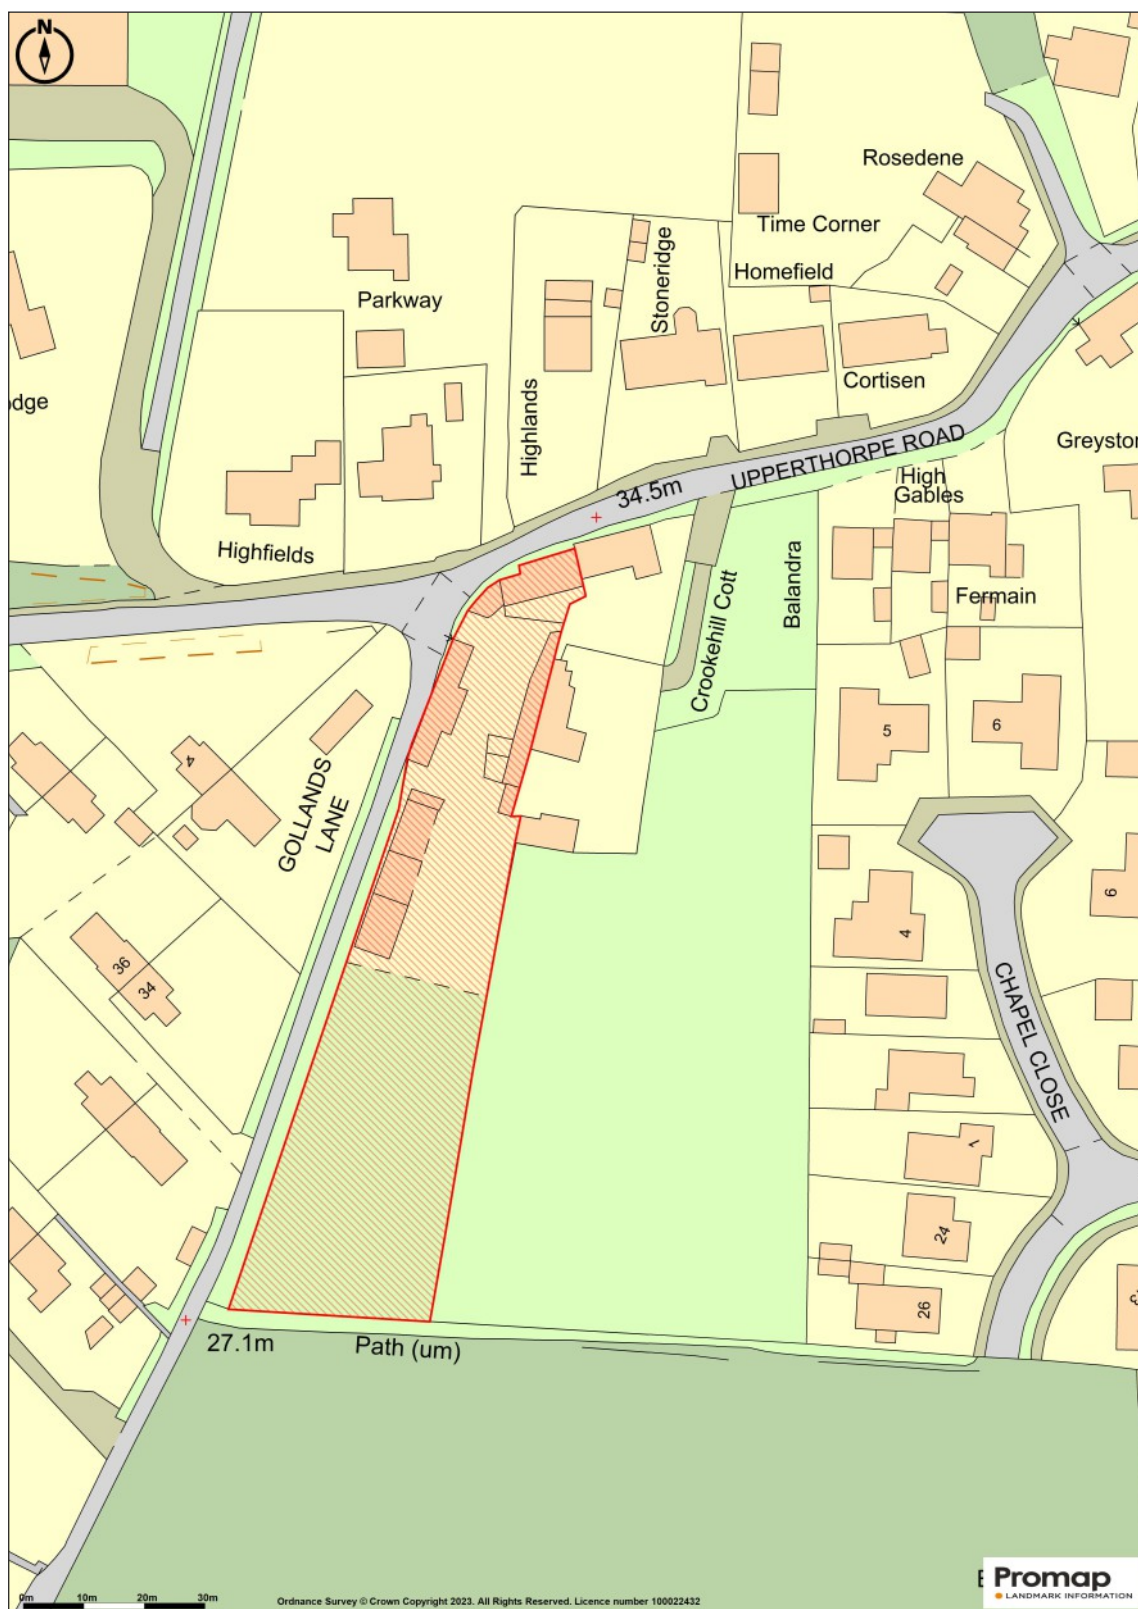 N
Rosedene
Time Corner
Stoneridge
Homefield
Parkway
Cortisen
Highlands
UPPERTHORPE ROAD
34.5m
High
Gables
Highfields
Balandra
Fermain
Crookehill Cott
5
6
4
GOLLANDS
LANE
4
6
36
34
CHAPEL CLOSE
1
24
26
27.1m
Path (um)
0m 10m 20m 30m
Ordnance Survey © Crown Copyright 2023. All Rights Reserved. Licence number 100022432
Promap
LANDMARK INFORMATION